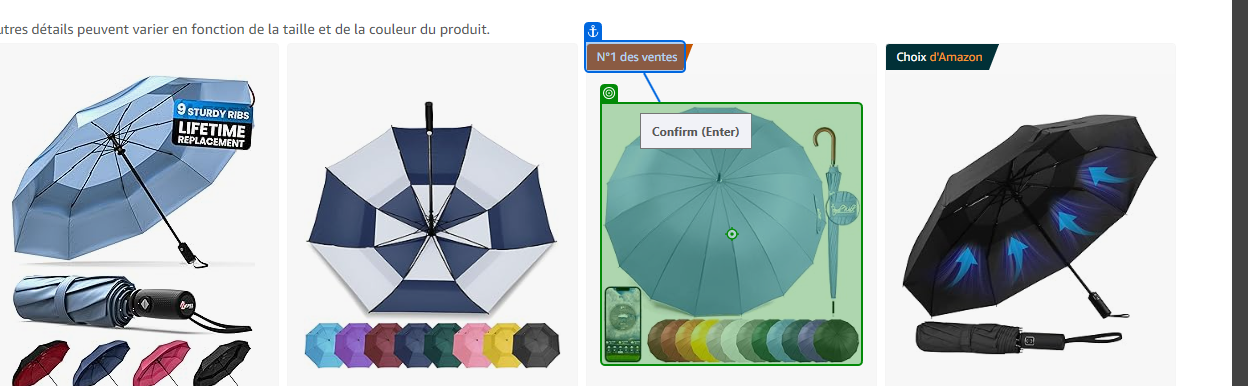 utres détails peuvent varier en fonction de la taille et de la couleur du produit.
N°1 des ventes
Choix d'Amazon
9 STURDY RIBS
LIFETIME
REPLACEMENT
Confirm (Enter)